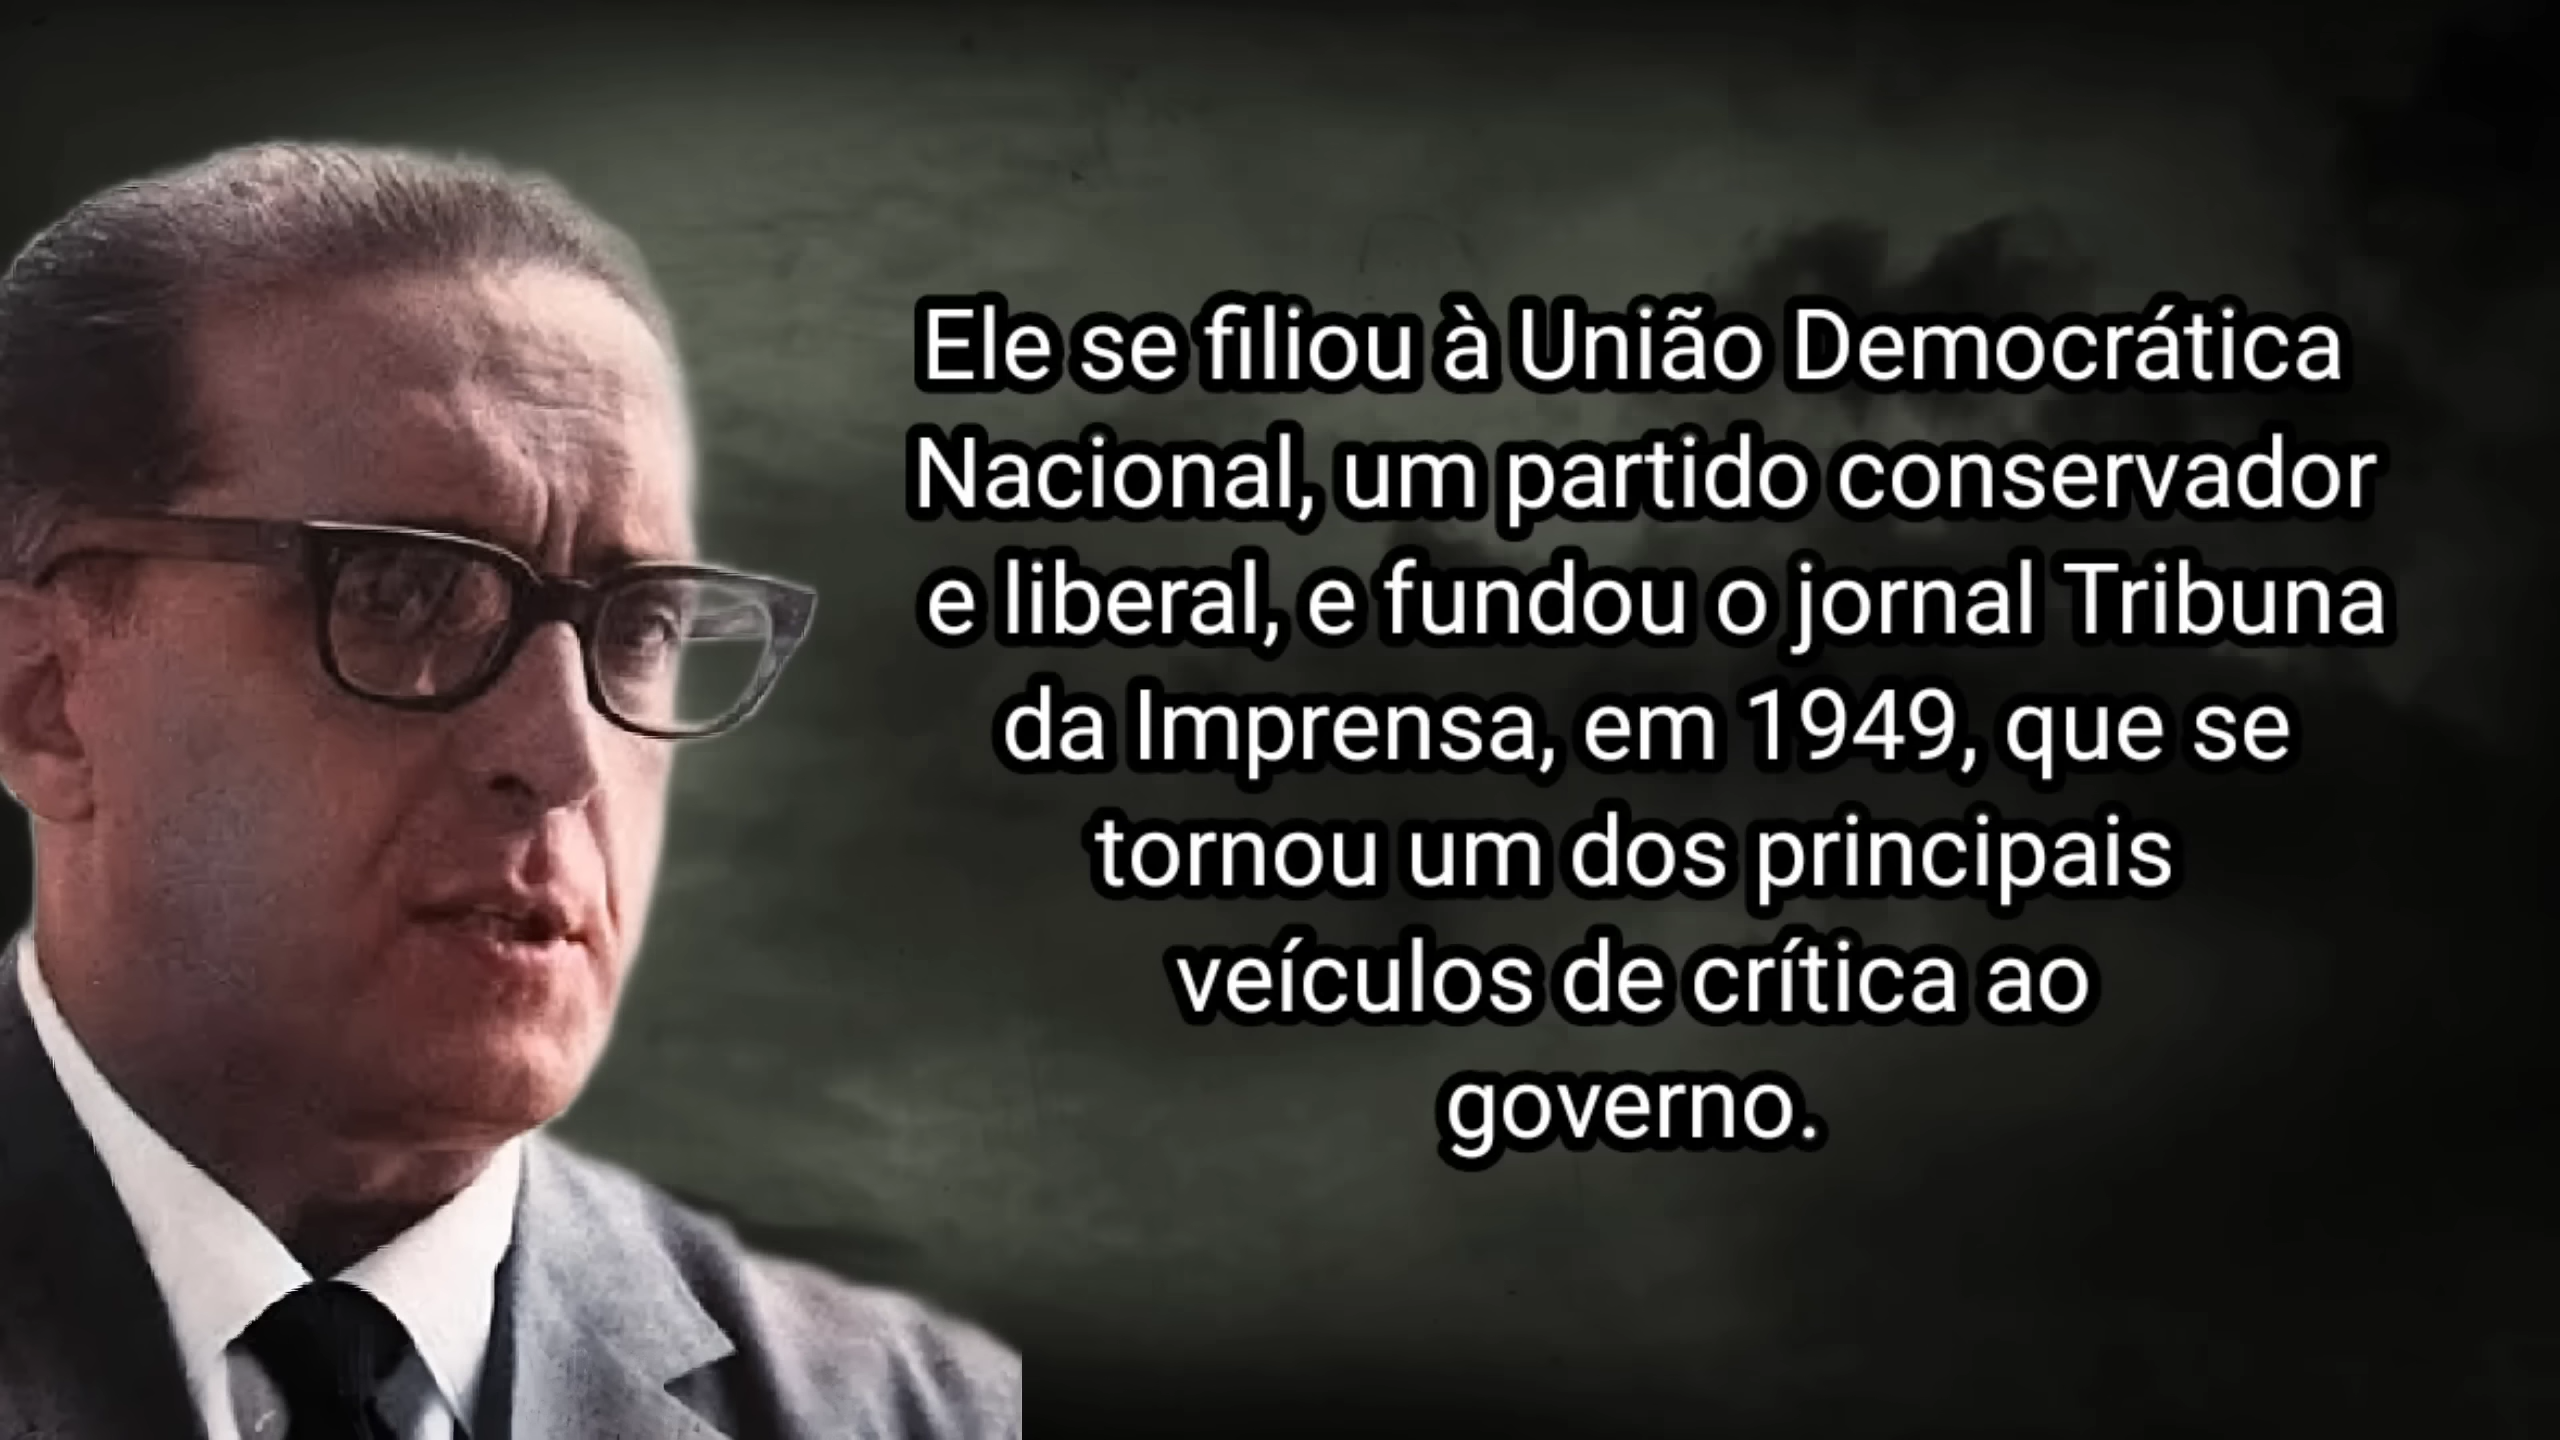 Ele se filiou à União Democrática
Nacional, um partido conservador
e liberal, e fundou o jornal Tribuna
da Imprensa, em 1949, que se
tornou um dos principais
veículos de crítica ao
governo.